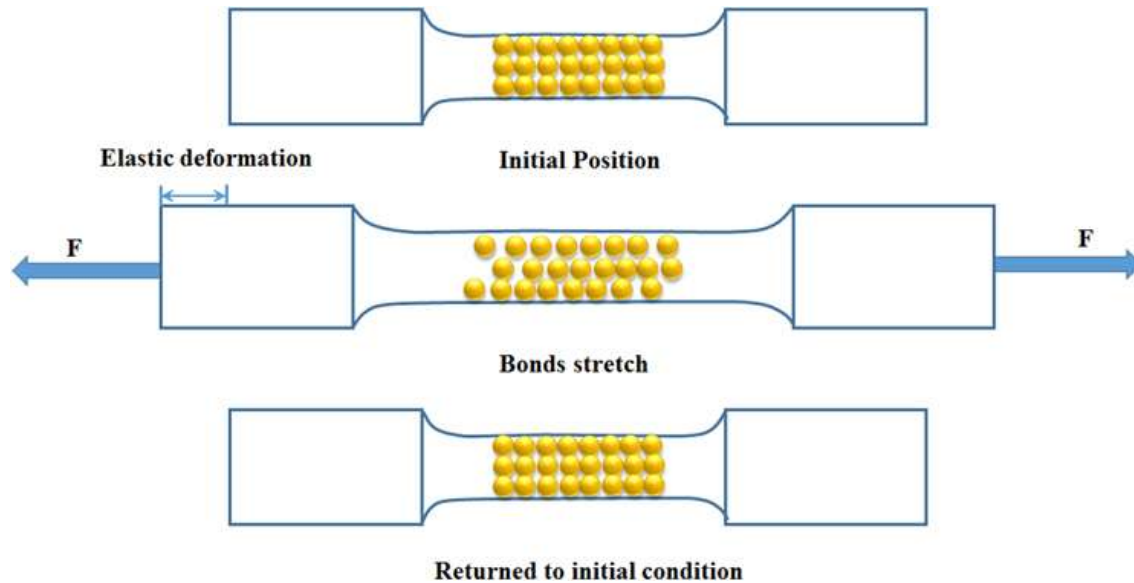 Initial Position
Elastic deformation
F
F
Bonds stretch
Returned to initial condition